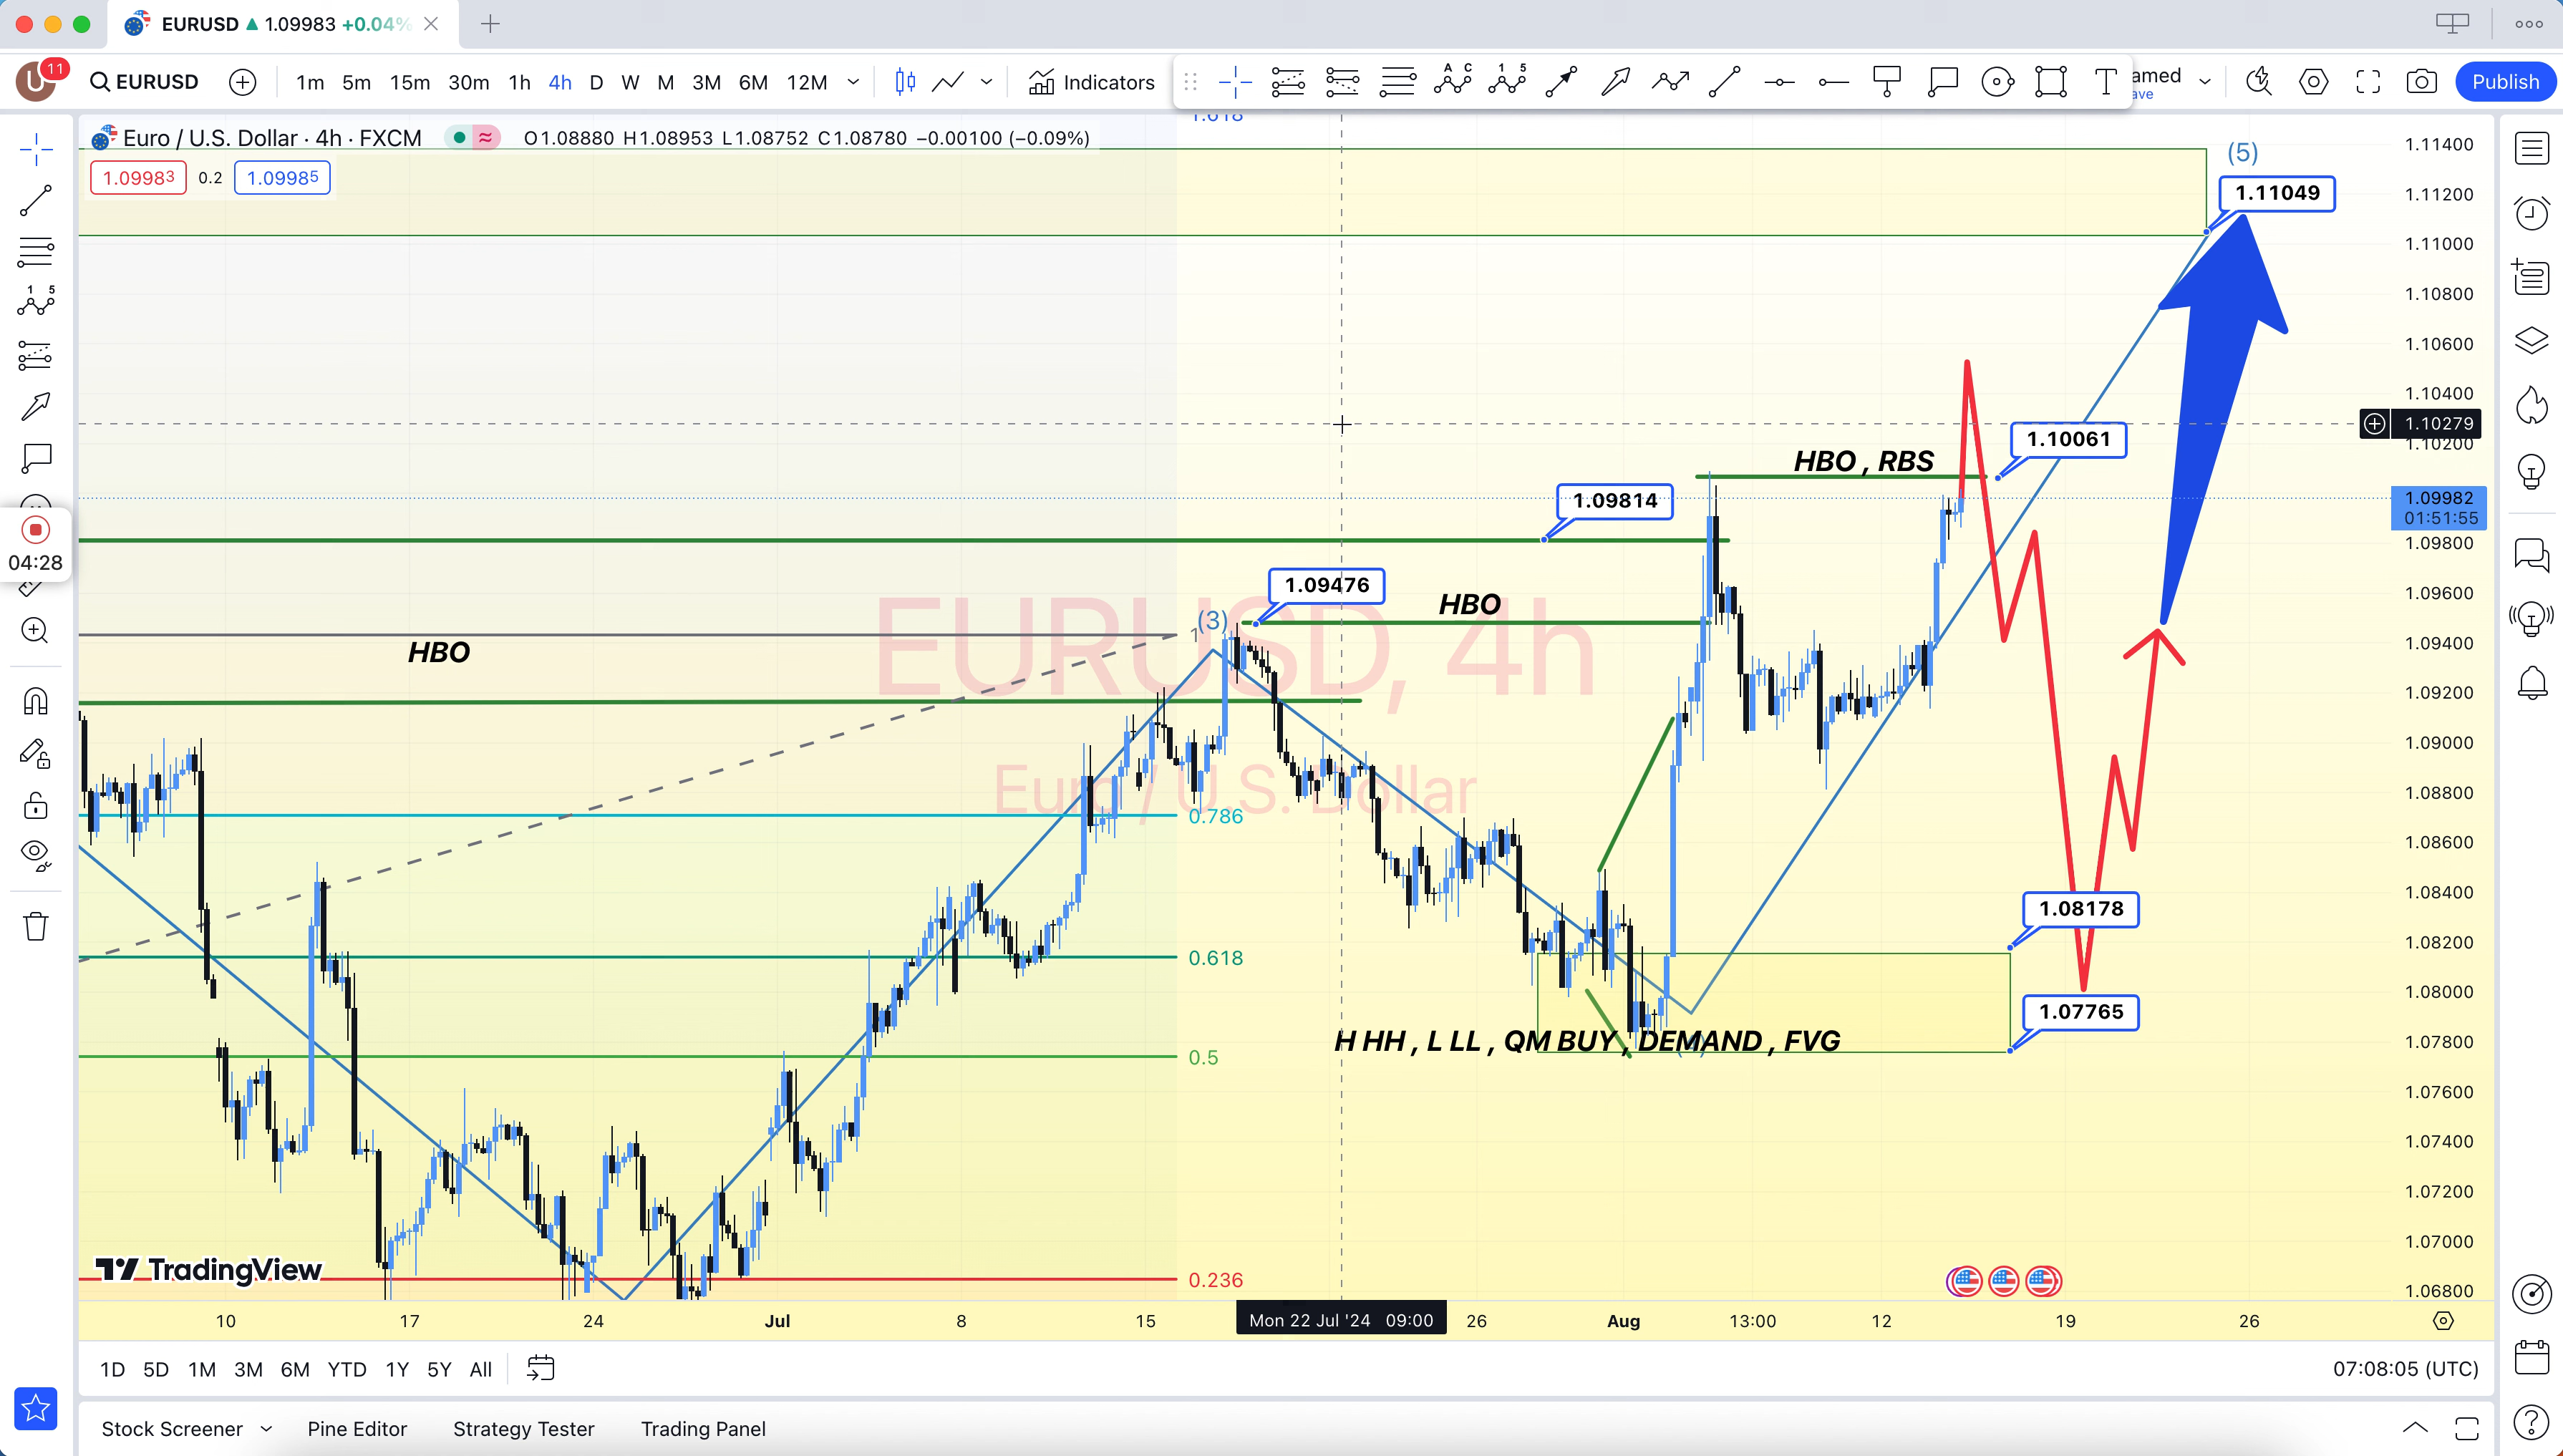 EURUSD ▲ 1.09983 +0.04%
U 11 EURUSD 1m 5m 15m 30m 1h 4h D W M 3M 6M 12M Indicators T amed ave Publish
1.618
Euro / U.S. Dollar · 4h · FXCM O1.08880 H1.08953 L1.08752 C1.08780 −0.00100 (−0.09%)
1.09983 0.2 1.09985
(5)
1.11049
1.11400
1.11200
1.11000
1.10800
1.10600
1.10400
1.10279
1.10200
1.09982
01:51:55
1.09800
1.09600
1.09400
1.09200
1.09000
1.08800
1.08600
1.08400
1.08200
1.08000
1.07800
1.07600
1.07400
1.07200
1.07000
1.06800
HBO , RBS
1.10061
1.09814
04:28
1.09476
(3)
1
HBO
HBO
EURUSD, 4h
Euro / U.S. Dollar
0.786
0.618
0.5
0.236
1.08178
1.07765
H HH , L LL , QM BUY , DEMAND , FVG
TradingView
10 17 24 Jul 8 15 Mon 22 Jul '24 09:00 26 Aug 13:00 12 19 26
1D 5D 1M 3M 6M YTD 1Y 5Y All 07:08:05 (UTC)
Stock Screener Pine Editor Strategy Tester Trading Panel